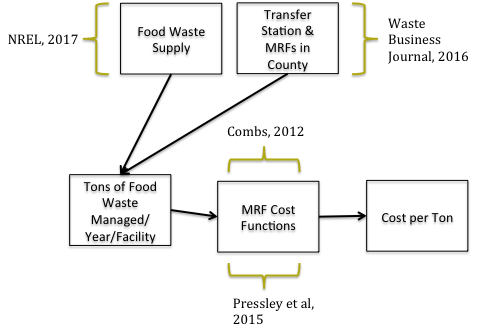 NREL, 2017
Food Waste
Supply
Transfer
Station &
MRFs in
County
Waste
Business
Journal, 2016
Combs, 2012
Tons of Food
Waste
Managed/
Year/Facility
MRF Cost
Functions
Cost per Ton
Pressley et al,
2015